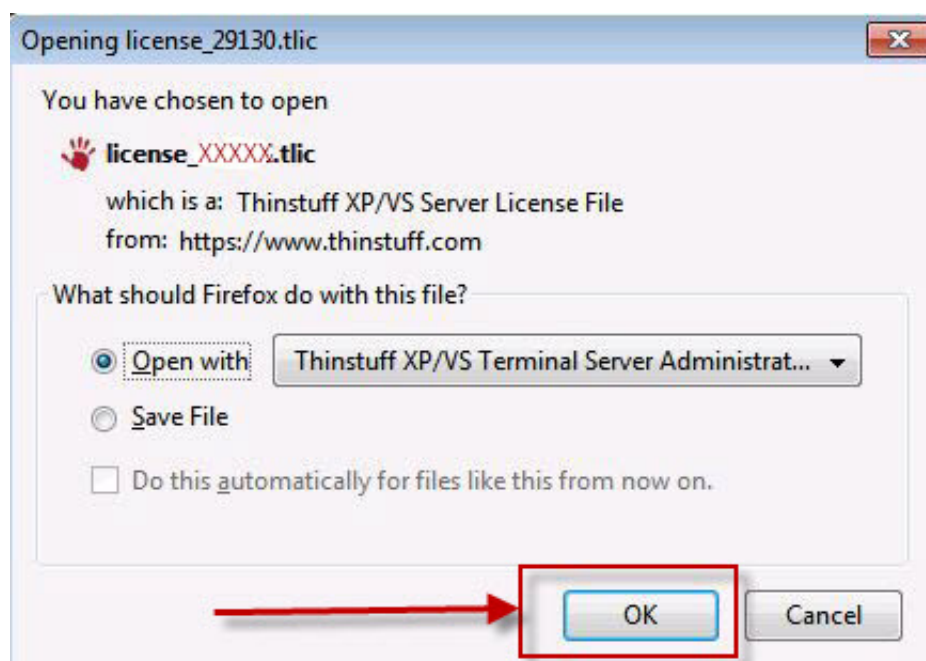 Opening license_29130.tlic
You have chosen to open
license_XXXXX.tlic
which is a: Thinstuff XP/VS Server License File
from: https://www.thinstuff.com
What should Firefox do with this file?
Open with Thinstuff XP/VS Terminal Server Administrat...
Save File
Do this automatically for files like this from now on.
OK Cancel